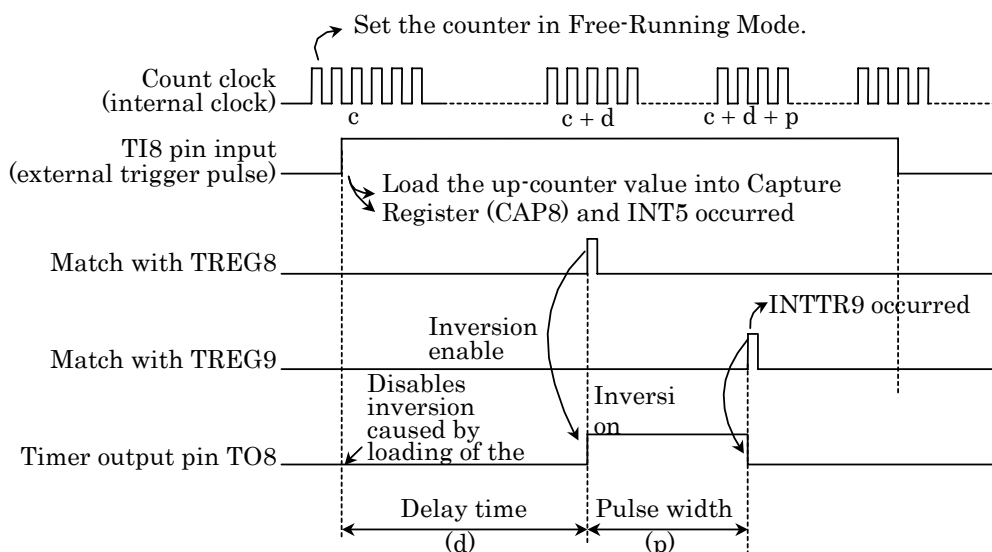 Set the counter in Free-Running Mode.
Count clock
(internal clock)
c
c + d
c + d + p
TI8 pin input
(external trigger pulse)
Load the up-counter value into Capture
Register (CAP8) and INT5 occurred
Match with TREG8
INTTR9 occurred
Inversion
enable
Match with TREG9
Disables
inversion
caused by
loading of the
Inversi
on
Timer output pin TO8
Delay time
(d)
Pulse width
(p)